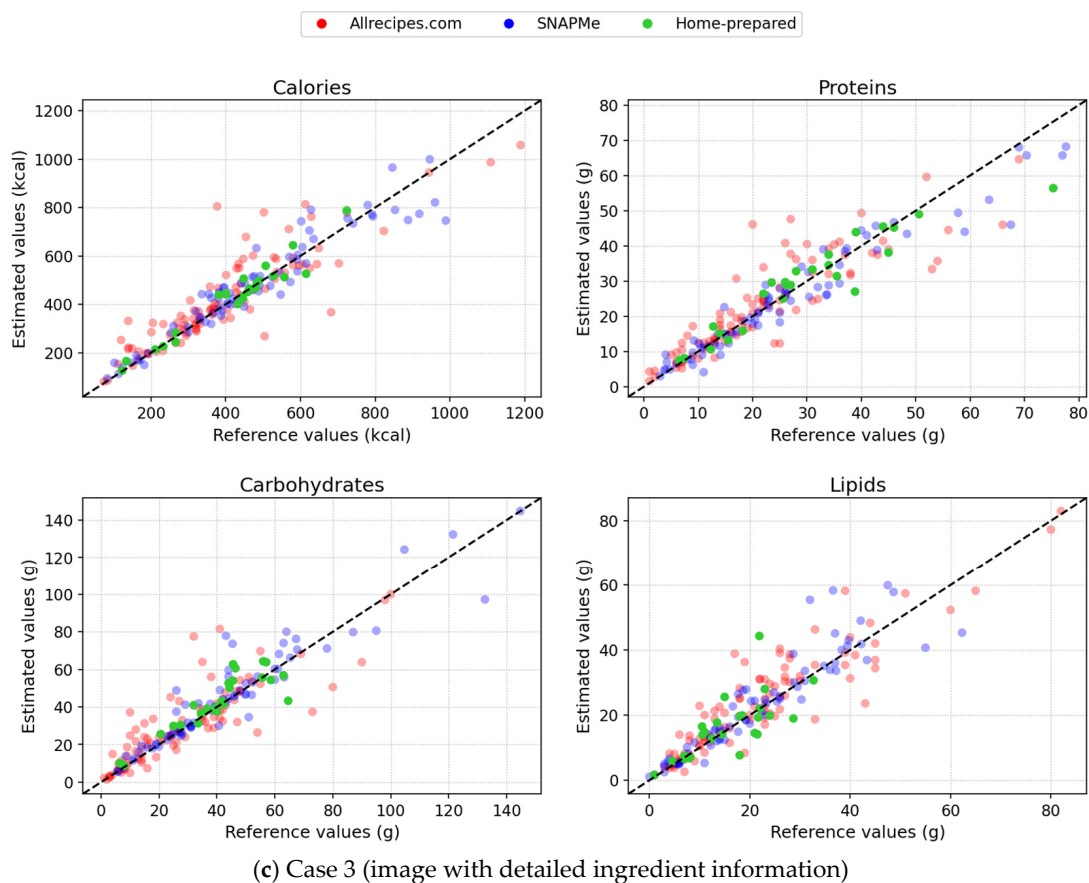 Allrecipes.com SNAPMe Home-prepared
Calories
Estimated values (kcal)
1200
1000
800
600
400
200
200 400 600 800 1000 1200
Reference values (kcal)
Proteins
Estimated values (g)
80
70
60
50
40
30
20
10
0
0 10 20 30 40 50 60 70 80
Reference values (g)
Carbohydrates
Estimated values (g)
140
120
100
80
60
40
20
0
0 20 40 60 80 100 120 140
Reference values (g)
Lipids
Estimated values (g)
80
60
40
20
0
0 20 40 60 80
Reference values (g)
(c) Case 3 (image with detailed ingredient information)